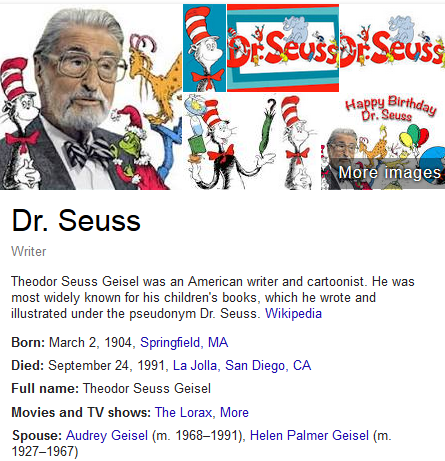 Dr. Seuss
Dr. Seuss
Happy Birthday
Dr. Seuss
More images
Dr. Seuss
Writer
Theodor Seuss Geisel was an American writer and cartoonist. He was
most widely known for his children's books, which he wrote and
illustrated under the pseudonym Dr. Seuss. Wikipedia
Born: March 2, 1904, Springfield, MA
Died: September 24, 1991, La Jolla, San Diego, CA
Full name: Theodor Seuss Geisel
Movies and TV shows: The Lorax, More
Spouse: Audrey Geisel (m. 1968–1991), Helen Palmer Geisel (m.
1927–1967)